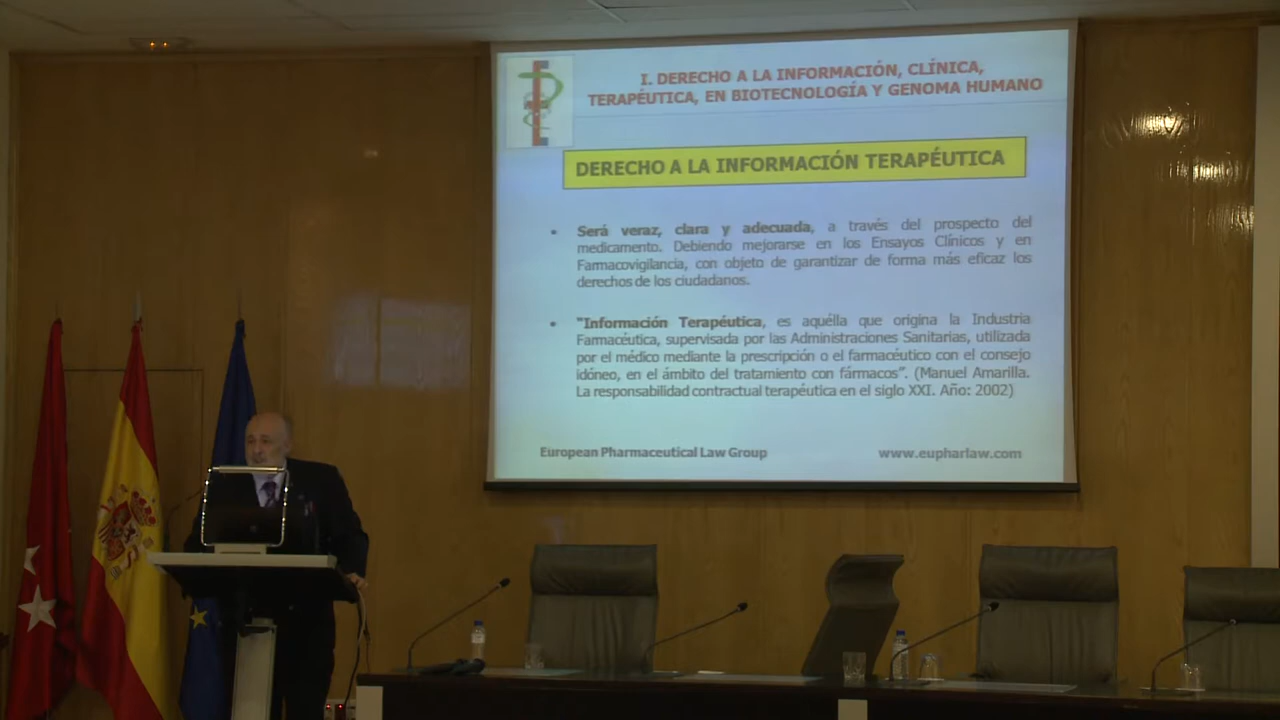 I. DERECHO A LA INFORMACIÓN, CLÍNICA,
TERAPÉUTICA, EN BIOTECNOLOGÍA Y GENOMA HUMANO
DERECHO A LA INFORMACIÓN TERAPÉUTICA
• Será veraz, clara y adecuada, a través del prospecto del
medicamento. Debiendo mejorarse en los Ensayos Clínicos y en
Farmacovigilancia, con objeto de garantizar de forma más eficaz los
derechos de los ciudadanos.
• "Información Terapéutica, es aquélla que origina la Industria
Farmacéutica, supervisada por las Administraciones Sanitarias, utilizada
por el médico mediante la prescripción o el farmacéutico con el consejo
idóneo, en el ámbito del tratamiento con fármacos". (Manuel Amarilla.
La responsabilidad contractual terapéutica en el siglo XXI. Año: 2002)
European Pharmaceutical Law Group
www.eupharlaw.com